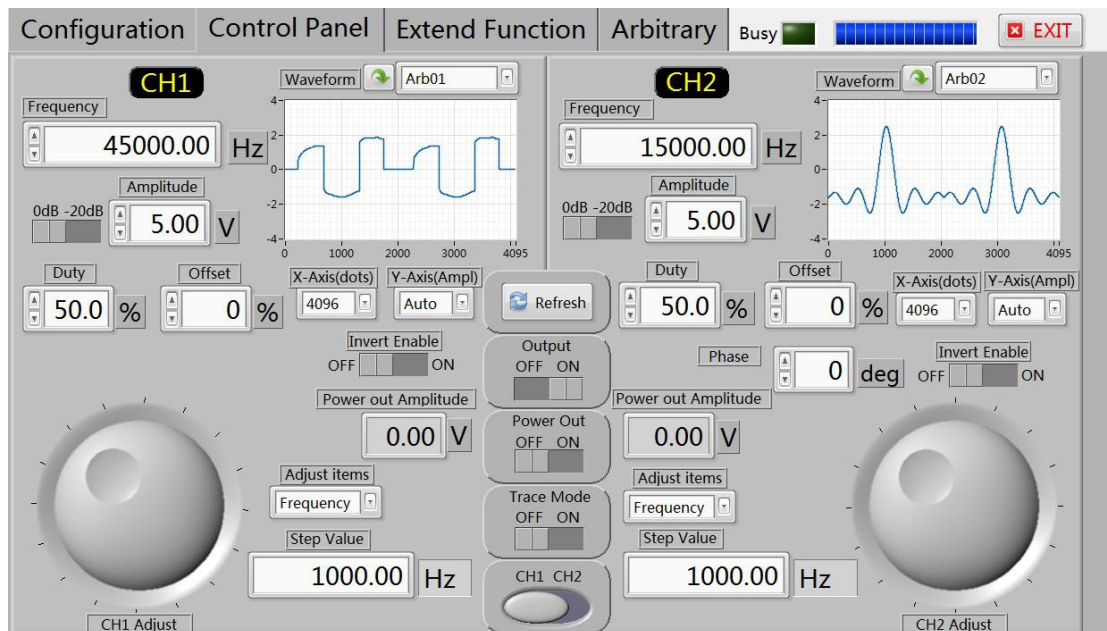 Configuration Control Panel Extend Function Arbitrary Busy EXIT
CH1
Waveform Arb01
Frequency
45000.00 Hz
Amplitude
0dB -20dB
5.00 V
4
2
0
-2
-4
0 1000 2000 3000 4095
Duty Offset X-Axis(dots) Y-Axis(Ampl)
50.0 % 0 % 4096 Auto
Invert Enable
OFF ON
Power out Amplitude
0.00 V
Adjust items
Frequency
Step Value
1000.00 Hz
CH1 Adjust
Refresh
Output
OFF ON
Power Out
OFF ON
Trace Mode
OFF ON
CH1 CH2
CH2
Waveform Arb02
Frequency
15000.00 Hz
Amplitude
0dB -20dB
5.00 V
4
2
0
-2
-4
0 1000 2000 3000 4095
Duty Offset X-Axis(dots) Y-Axis(Ampl)
50.0 % 0 % 4096 Auto
Phase 0 deg
Invert Enable
OFF ON
Power out Amplitude
0.00 V
Adjust items
Frequency
Step Value
1000.00 Hz
CH2 Adjust